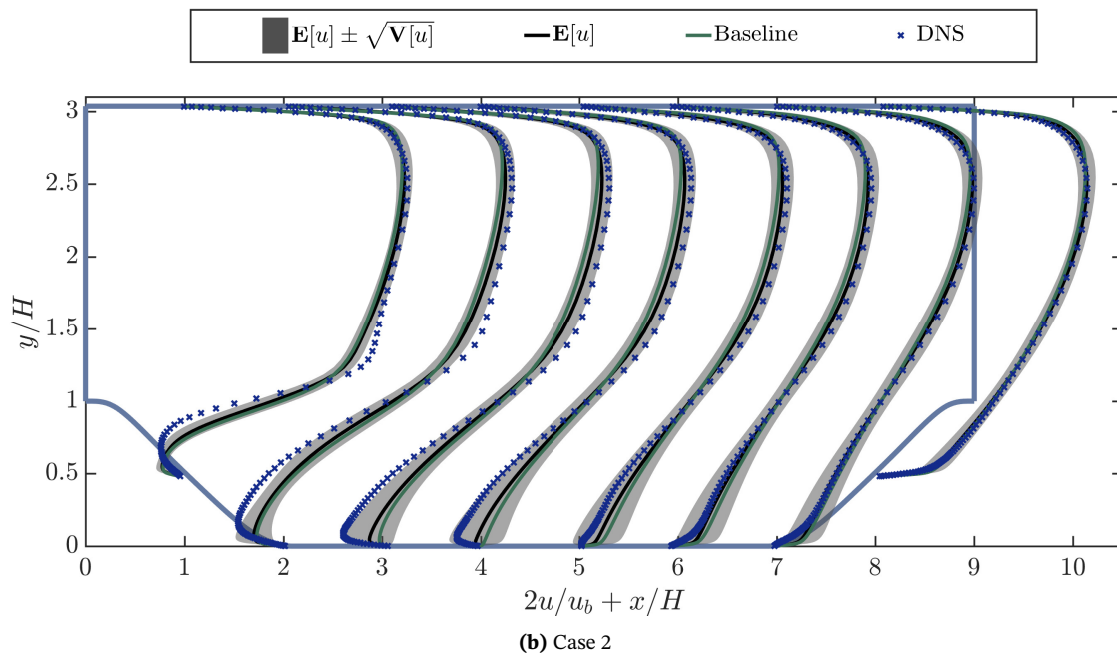 E[u] ± √V[u] E[u] Baseline DNS
3
2.5
2
1.5
1
0.5
0
y/H
0 1 2 3 4 5 6 7 8 9 10
2u/u_b + x/H
(b) Case 2